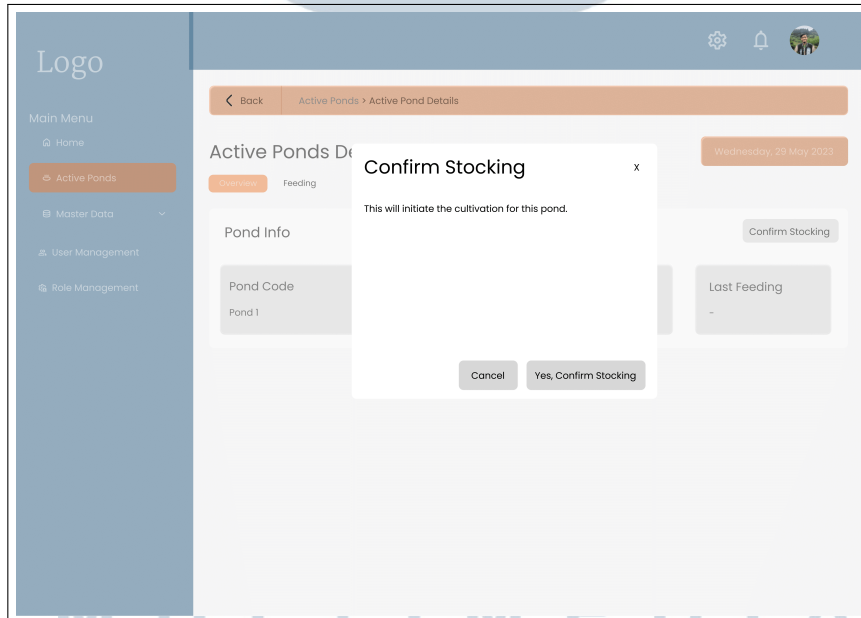 Logo
Main Menu
Home
Active Ponds
Master Data
User Management
Role Management
Back
Active Ponds > Active Pond Details
Active Ponds De
Wednesday, 29 May 2023
Overview
Feeding
Pond Info
Confirm Stocking
Pond Code
Pond 1
Last Feeding
-
Confirm Stocking
X
This will initiate the cultivation for this pond.
Cancel
Yes, Confirm Stocking